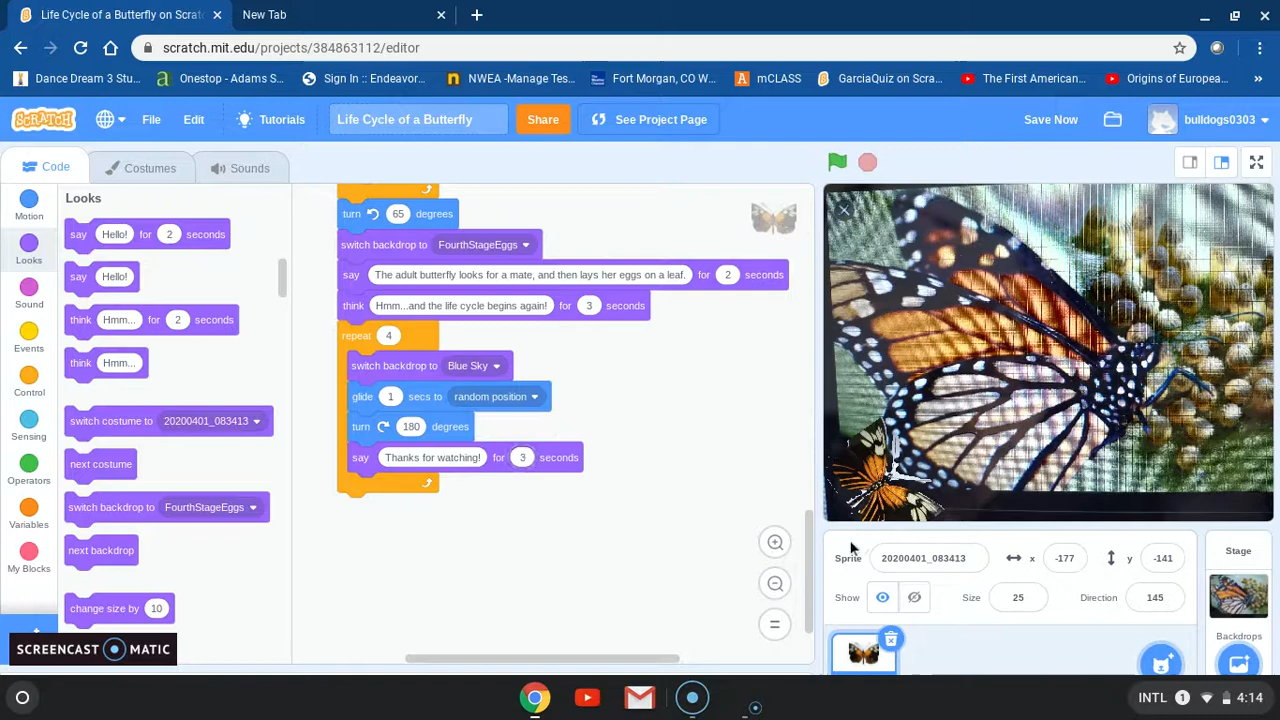 Life Cycle of a Butterfly on Scrat
New Tab
scratch.mit.edu/projects/384863112/editor
Dance Dream 3 Stu...
Onestop - Adams S...
Sign In :: Endeavor...
NWEA -Manage Tes...
Fort Morgan, CO W...
mCLASS
GarciaQuiz on Scra...
The First American...
Origins of European...
»
SCRATCH
File
Edit
Tutorials
Life Cycle of a Butterfly
Share
See Project Page
Save Now
bulldogs0303
Code
Costumes
Sounds
Motion
Looks
Sound
Events
Control
Sensing
Operators
Variables
My Blocks
Looks
say Hello! for 2 seconds
say Hello!
think Hmm... for 2 seconds
think Hmm...
switch costume to 20200401_083413
next costume
switch backdrop to FourthStageEggs
next backdrop
change size by 10
turn 65 degrees
switch backdrop to FourthStageEggs
say The adult butterfly looks for a mate, and then lays her eggs on a leaf. for 2 seconds
think Hmm...and the life cycle begins again! for 3 seconds
repeat 4
switch backdrop to Blue Sky
glide 1 secs to random position
turn 180 degrees
say Thanks for watching! for 3 seconds
Sprite 20200401_083413 x -177 y -141
Show Size 25 Direction 145
Stage
Backdrops
SCREENCAST MATIC
INTL 1 4:14